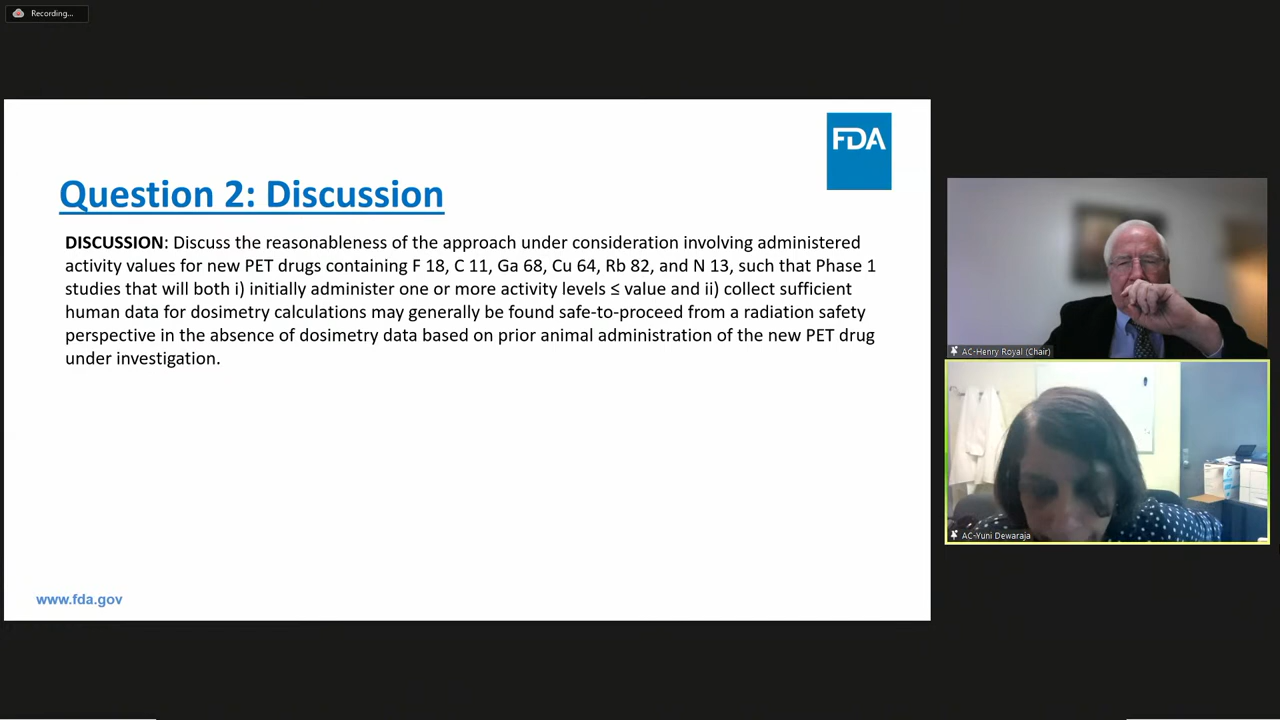 Recording...
FDA
Question 2: Discussion
DISCUSSION: Discuss the reasonableness of the approach under consideration involving administered
activity values for new PET drugs containing F 18, C 11, Ga 68, Cu 64, Rb 82, and N 13, such that Phase 1
studies that will both i) initially administer one or more activity levels ≤ value and ii) collect sufficient
human data for dosimetry calculations may generally be found safe-to-proceed from a radiation safety
perspective in the absence of dosimetry data based on prior animal administration of the new PET drug
under investigation.
www.fda.gov
AC-Henry Royal (Chair)
AC-Yuni Dewaraja